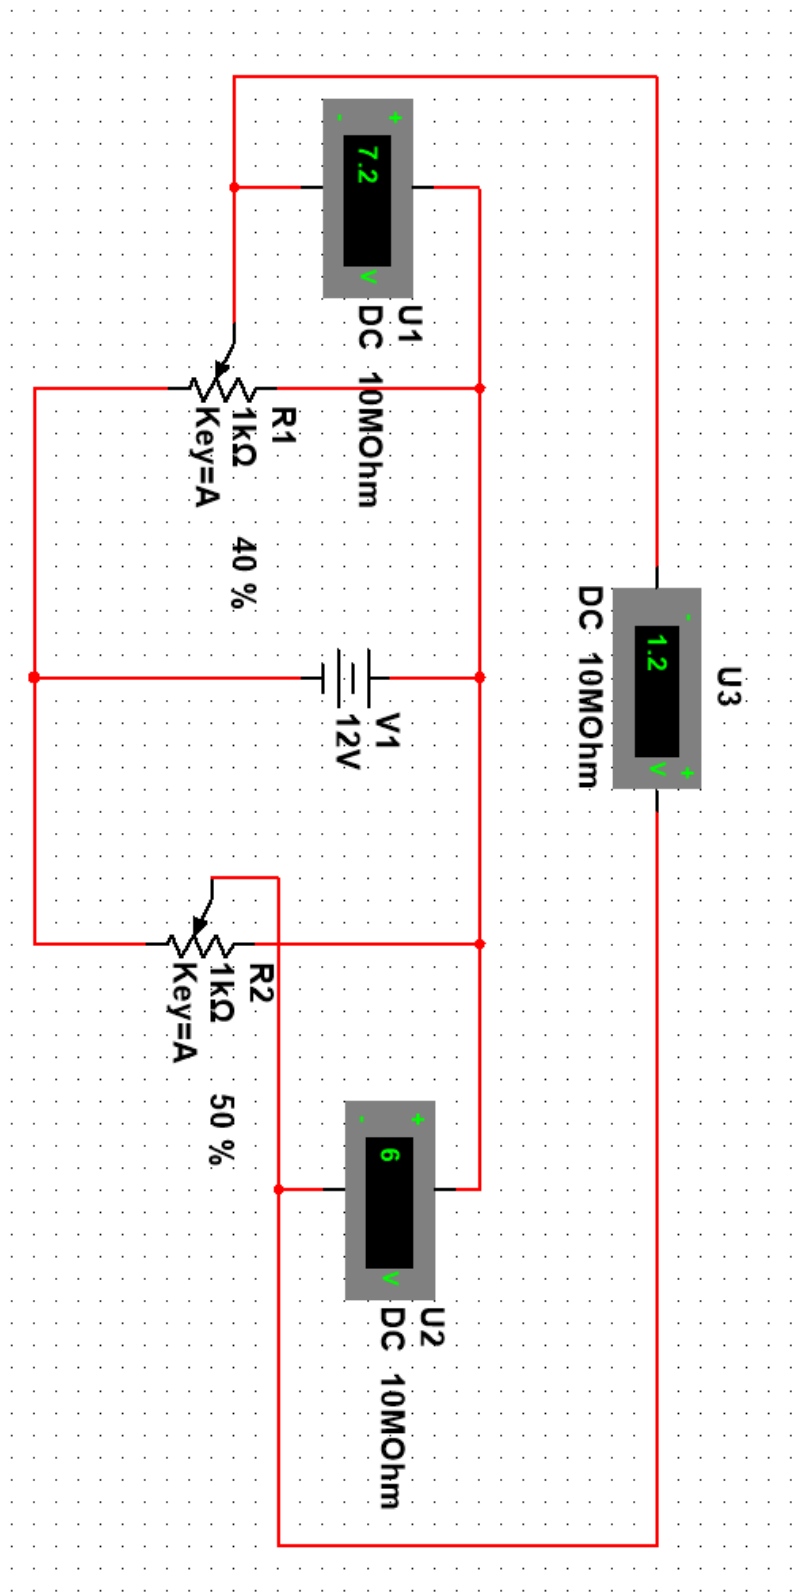 U3
1.2 V
DC 10MOhm
- +
U1
DC 10MOhm
+
-
7.2 V
R1
1kΩ
Key=A
40 %
V1
12V
R2
1kΩ
Key=A
50 %
U2
DC 10MOhm
+
-
6 V